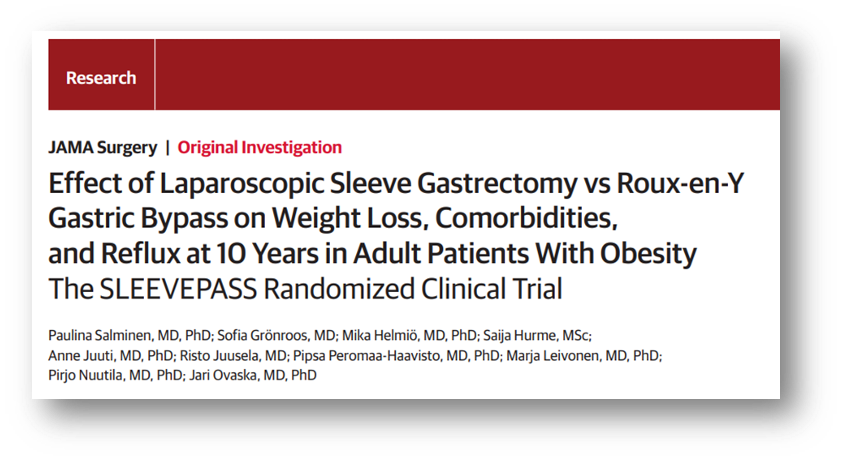 Research
JAMA Surgery | Original Investigation
Effect of Laparoscopic Sleeve Gastrectomy vs Roux-en-Y
Gastric Bypass on Weight Loss, Comorbidities,
and Reflux at 10 Years in Adult Patients With Obesity
The SLEEVEPASS Randomized Clinical Trial
Paulina Salminen, MD, PhD; Sofia Grönroos, MD; Mika Helmiö, MD, PhD; Saija Hurme, MSc;
Anne Juuti, MD, PhD; Risto Juusela, MD; Pipsa Peromaa-Haavisto, MD, PhD; Marja Leivonen, MD, PhD;
Pirjo Nuutila, MD, PhD; Jari Ovaska, MD, PhD